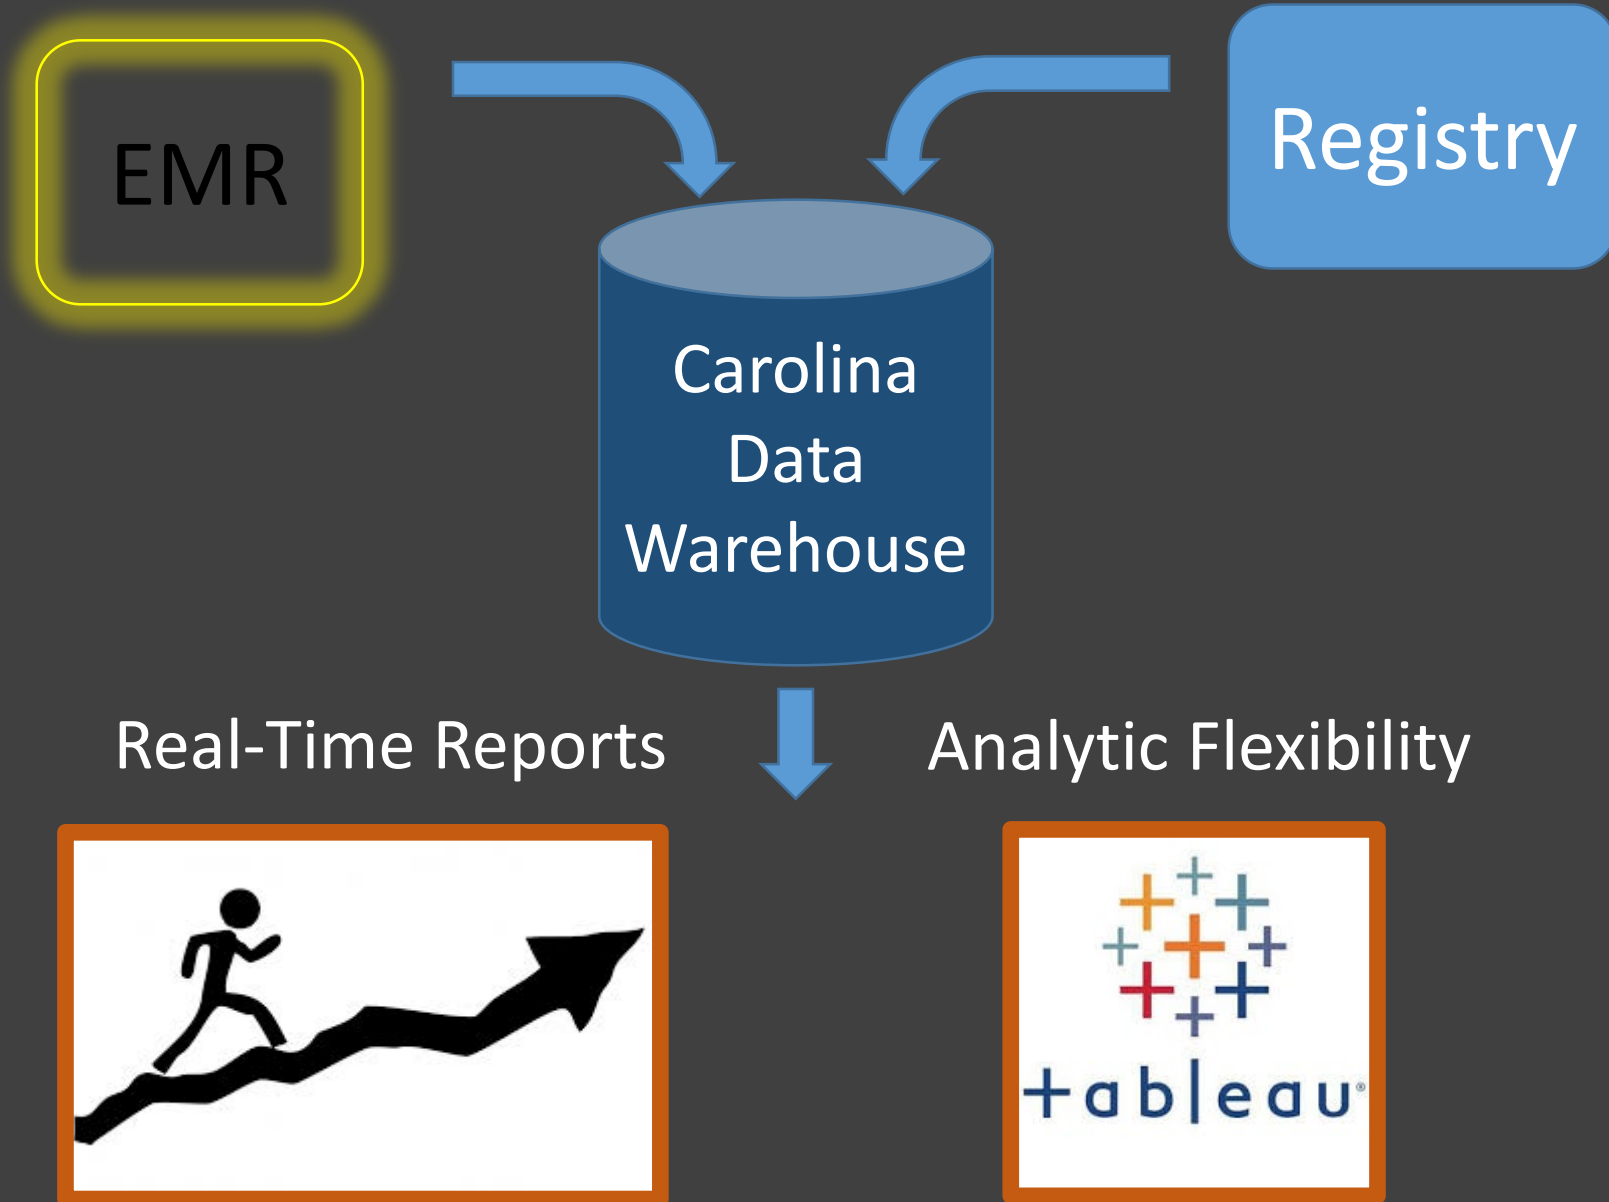 EMR
Registry
Carolina
Data
Warehouse
Real-Time Reports
Analytic Flexibility
+ableau®